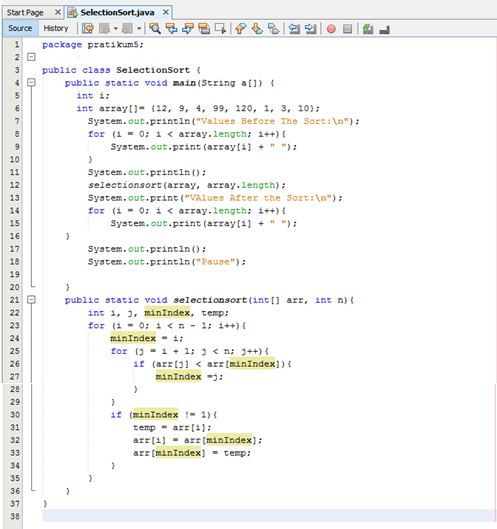 Start Page SelectionSort.java
Source History
1 package pratikum5;
2
3 public class SelectionSort {
4 public static void main(String a[]) {
5 int i;
6 int array[]= {12, 9, 4, 99, 120, 1, 3, 10};
7 System.out.println("Values Before The Sort:\n");
8 for (i = 0; i < array.length; i++){
9 System.out.print(array[i] + " ");
10 }
11 System.out.println();
12 selectionsort(array, array.length);
13 System.out.print("VAlues After the Sort:\n");
14 for (i = 0; i < array.length; i++){
15 System.out.print(array[i] + " ");
16 }
17 System.out.println();
18 System.out.println("Pause");
19
20 }
21 public static void selectionsort(int[] arr, int n){
22 int i, j, minIndex, temp;
23 for (i = 0; i < n - 1; i++){
24 minIndex = i;
25 for (j = i + 1; j < n; j++){
26 if (arr[j] < arr[minIndex]){
27 minIndex =j;
28 }
29 }
30 if (minIndex != 1){
31 temp = arr[i];
32 arr[i] = arr[minIndex];
33 arr[minIndex] = temp;
34 }
35 }
36 }
37 }
38